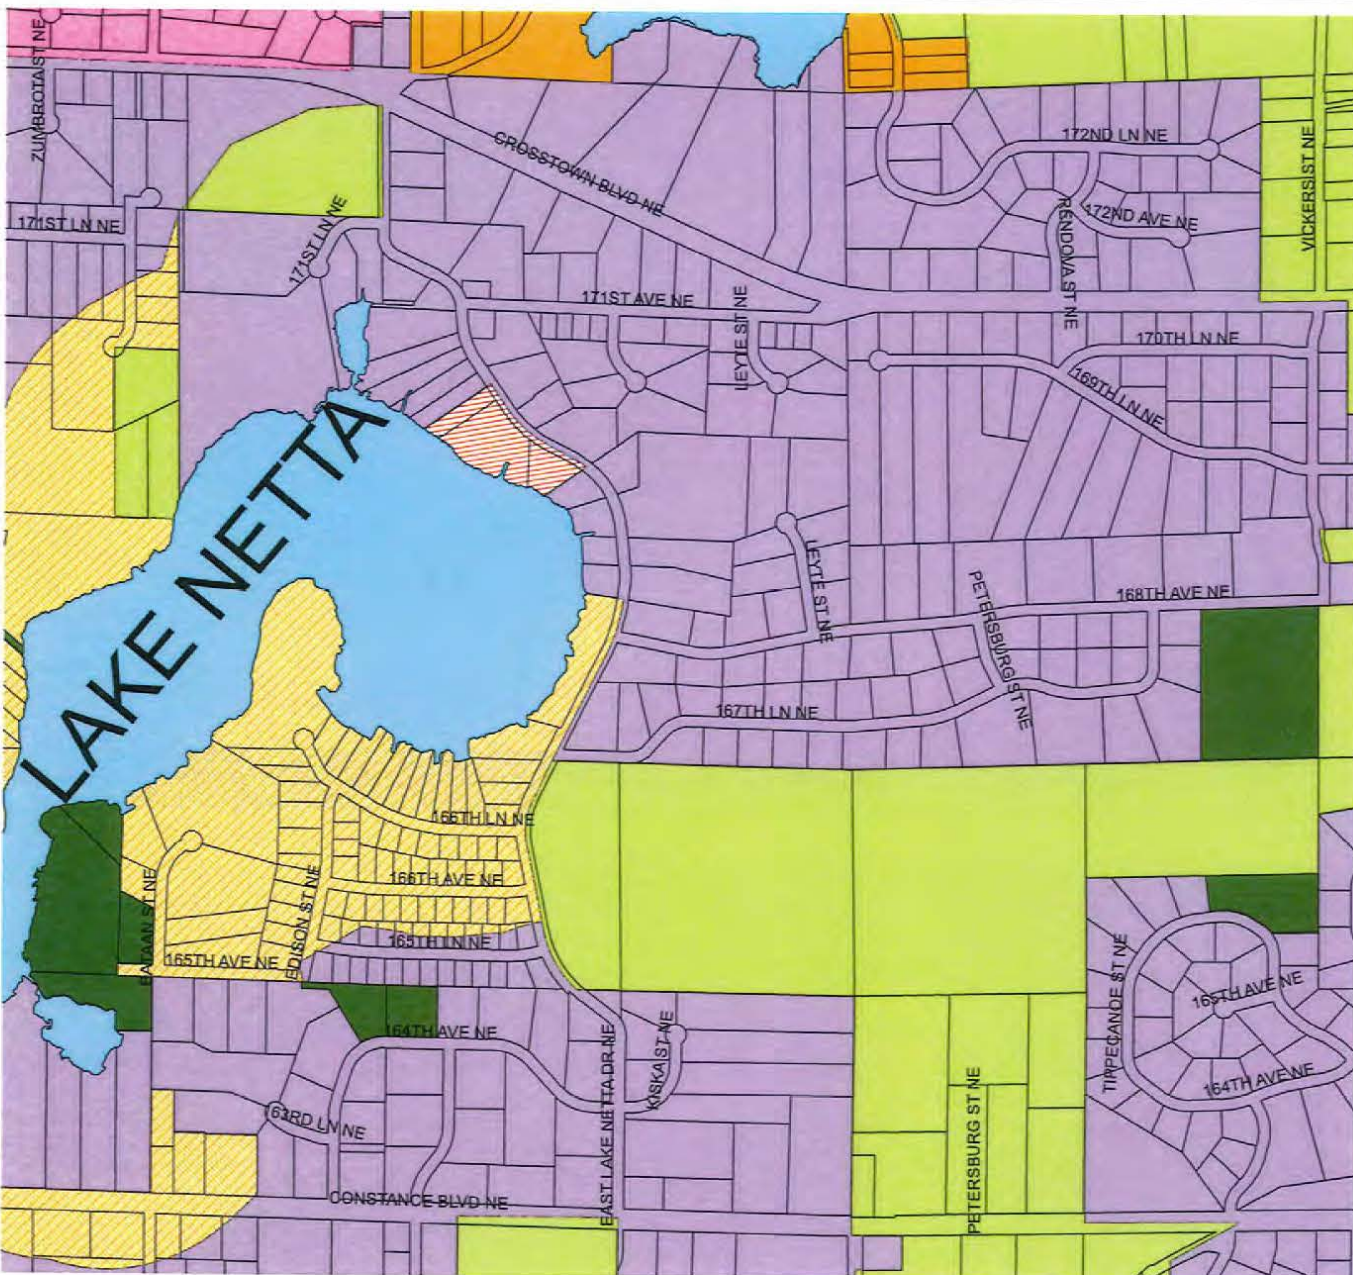 ZUMBROTA ST NE
CROSSTOWN BLVD NE
172ND LN NE
VICKERS ST NE
171ST LN NE
171ST LN NE
172ND AVE NE
RENDOVA ST NE
171ST AVE NE
LEYTE ST NE
170TH LN NE
169TH LN NE
LAKE NETTA
LEYTE ST NE
PETERSBURG ST NE
168TH AVE NE
167TH LN NE
166TH LN NE
166TH AVE NE
BATAAN ST NE
EDISON ST NE
165TH LN NE
165TH AVE NE
TIPPECANOE ST NE
165TH AVE NE
164TH AVE NE
EAST LAKE NETTA DR NE
KISKA ST NE
164TH AVE NE
163RD LN NE
PETERSBURG ST NE
CONSTANCE BLVD NE